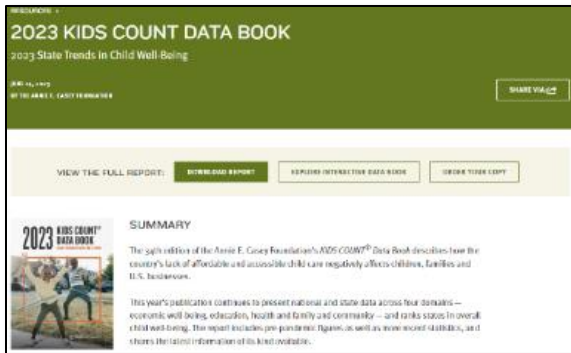 RESOURCES
2023 KIDS COUNT DATA BOOK
2023 State Trends in Child Well-Being
BY THE ANNIE E. CASEY FOUNDATION
SHARE VIA
VIEW THE FULL REPORT: DOWNLOAD REPORT EXPLORE INTERACTIVE DATA BOOK ORDER YOUR COPY
2023 KIDS COUNT®
DATA BOOK
SUMMARY
The 34th edition of the Annie E. Casey Foundation's KIDS COUNT® Data Book describes how the
country's lack of affordable and accessible child care negatively affects children, families and
U.S. businesses.
This year's publication continues to present national and state data across four domains —
economic well-being, education, health and family and community — and ranks states in overall
child well-being. The report includes pre-pandemic figures as well as more recent statistics, and
shares the latest information of its kind available.